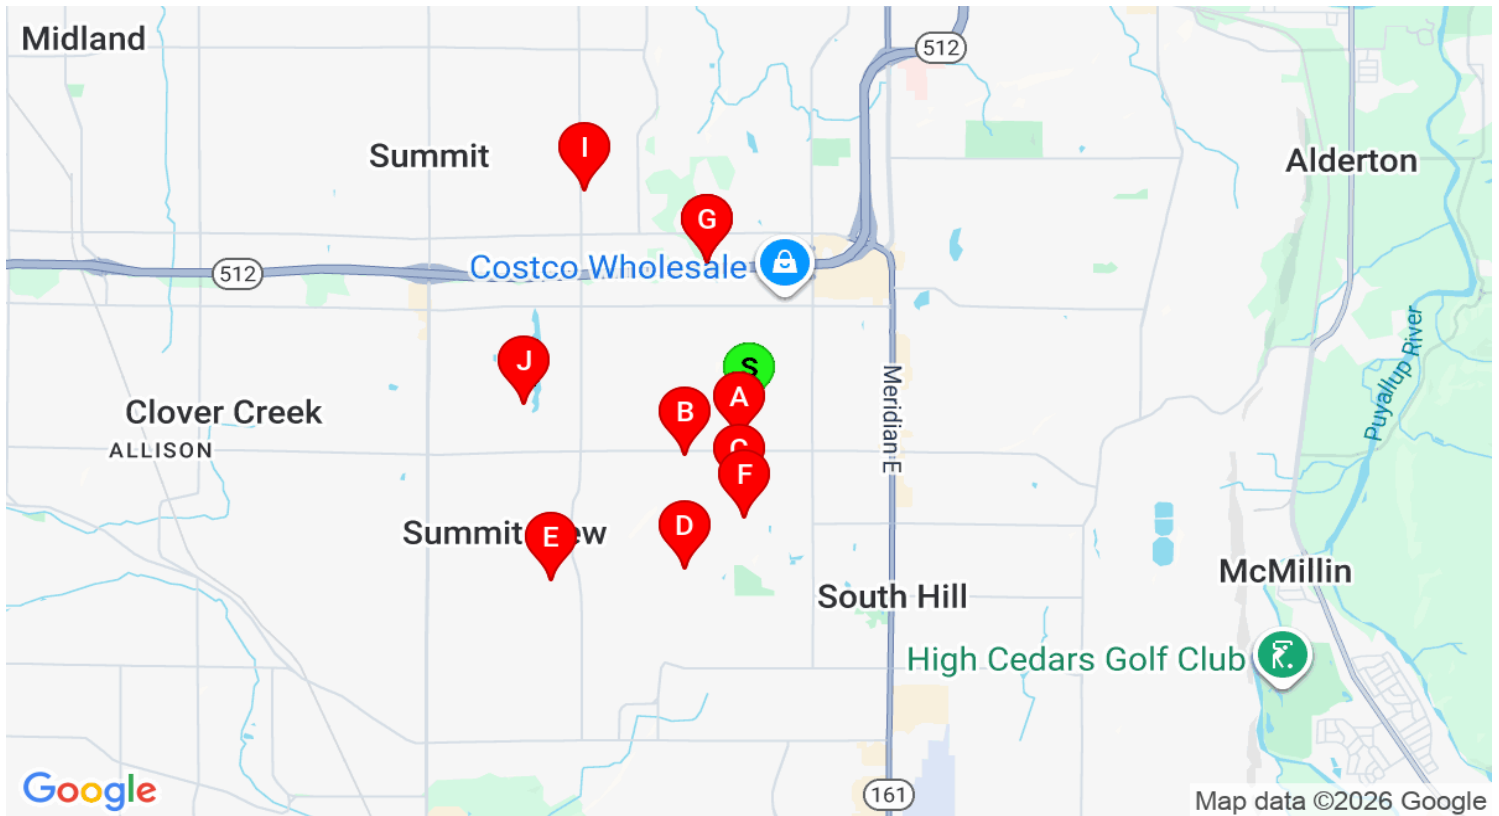 Midland
512
Summit
I
Alderton
G
Costco Wholesale
512
Puyallup River
J
S
A
B
Meridian E
Clover Creek
ALLISON
C
F
D
Summit
ew
E
McMillin
South Hill
High Cedars Golf Club
161
Google
Map data ©2026 Google